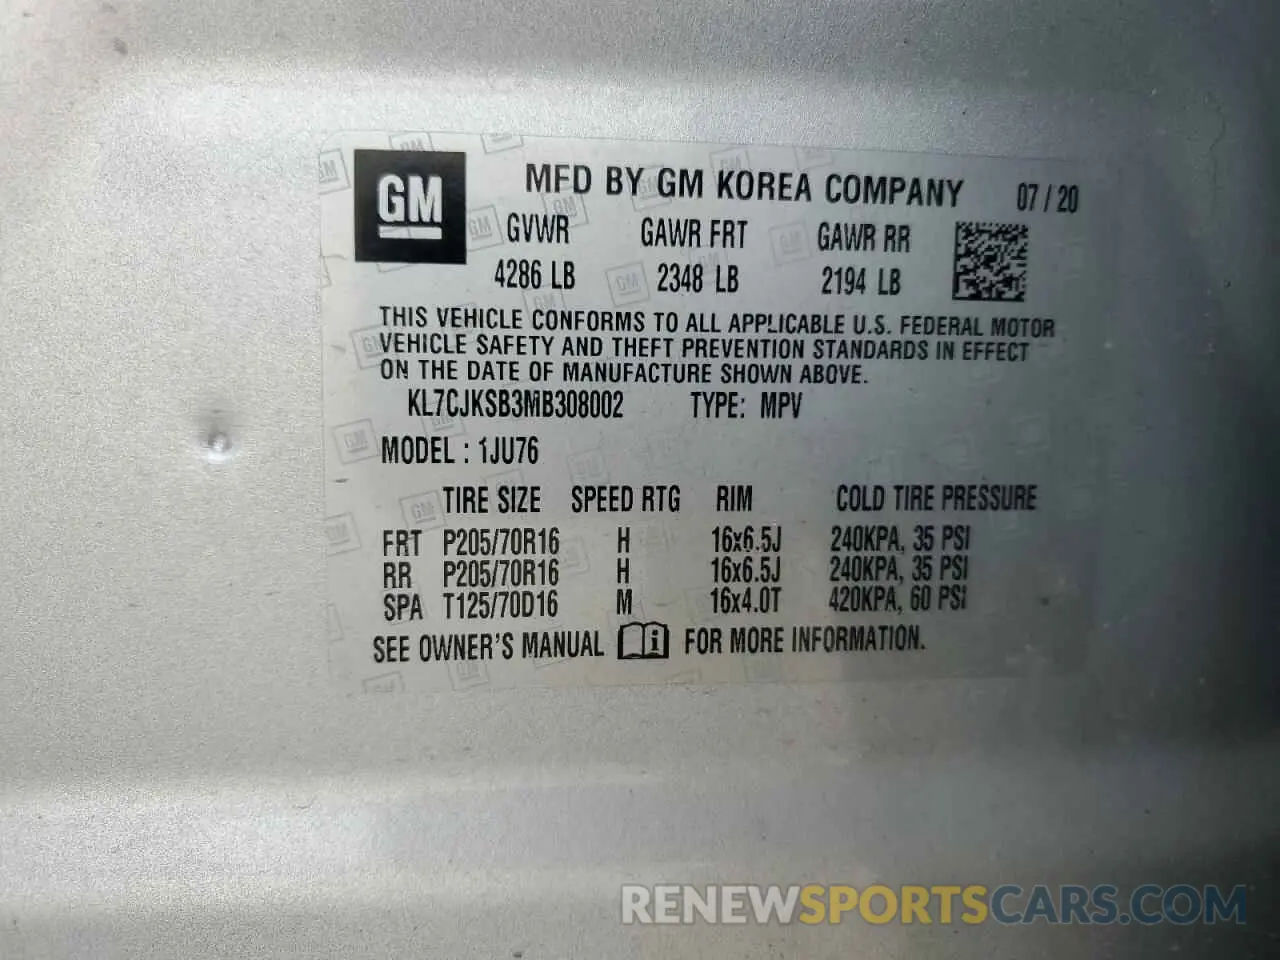 GM
MFD BY GM KOREA COMPANY 07/20
GVWR GAWR FRT GAWR RR
4286 LB 2348 LB 2194 LB
THIS VEHICLE CONFORMS TO ALL APPLICABLE U.S. FEDERAL MOTOR
VEHICLE SAFETY AND THEFT PREVENTION STANDARDS IN EFFECT
ON THE DATE OF MANUFACTURE SHOWN ABOVE.
KL7CJKSB3MB308002 TYPE: MPV
MODEL : 1JU76
TIRE SIZE SPEED RTG RIM COLD TIRE PRESSURE
FRT P205/70R16 H 16x6.5J 240KPA, 35 PSI
RR P205/70R16 H 16x6.5J 240KPA, 35 PSI
SPA T125/70D16 M 16x4.0T 420KPA, 60 PSI
SEE OWNER'S MANUAL i FOR MORE INFORMATION.
RENEWSPORTSCARS.COM